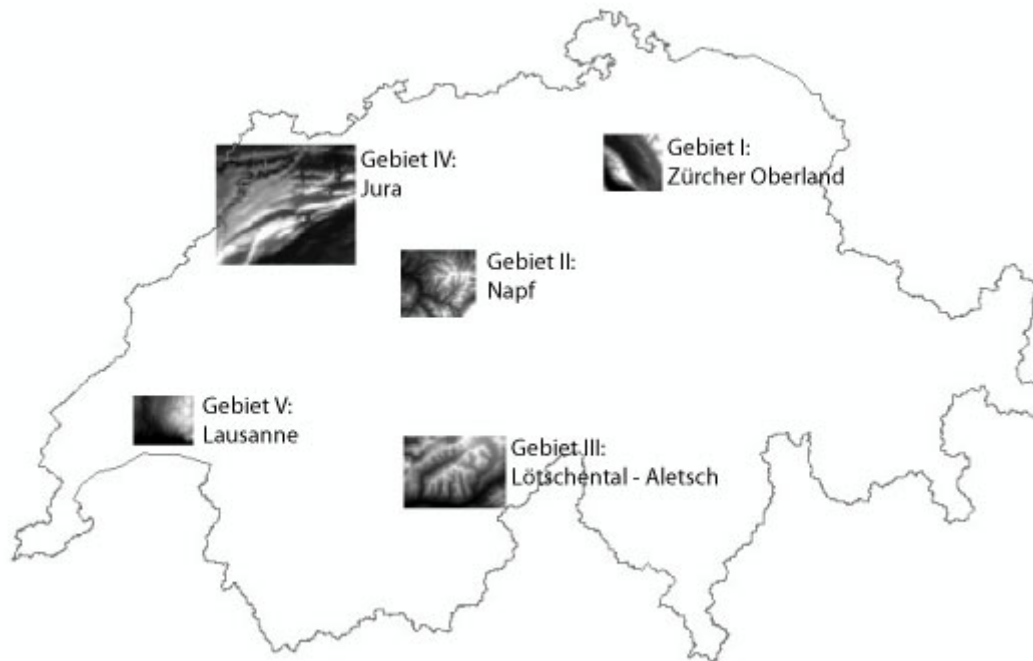 Gebiet IV:
Jura
Gebiet I:
Zürcher Oberland
Gebiet II:
Napf
Gebiet V:
Lausanne
Gebiet III:
Lötschental - Aletsch